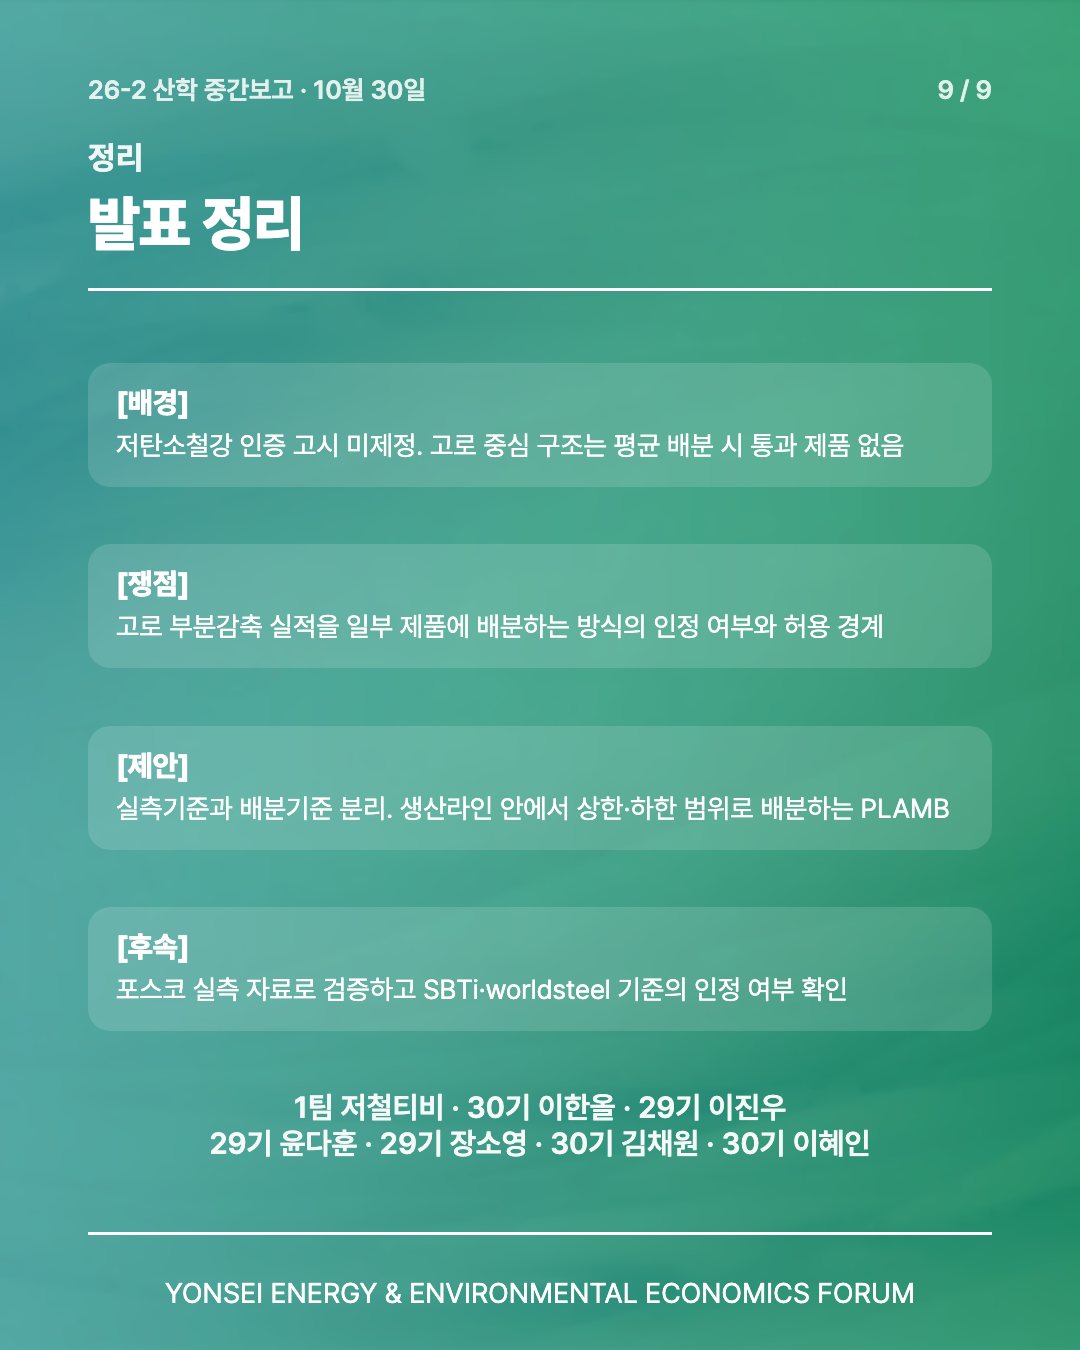 26-2 산학 중간보고 · 10월 30일
9 / 9
정리
발표 정리
[배경]
저탄소철강 인증 고시 미제정. 고로 중심 구조는 평균 배분 시 통과 제품 없음
[쟁점]
고로 부분감축 실적을 일부 제품에 배분하는 방식의 인정 여부와 허용 경계
[제안]
실측기준과 배분기준 분리. 생산라인 안에서 상한·하한 범위로 배분하는 PLAMB
[후속]
포스코 실측 자료로 검증하고 SBTi·worldsteel 기준의 인정 여부 확인
1팀 저철티비 · 30기 이한올 · 29기 이진우
29기 윤다훈 · 29기 장소영 · 30기 김채원 · 30기 이혜인
YONSEI ENERGY & ENVIRONMENTAL ECONOMICS FORUM